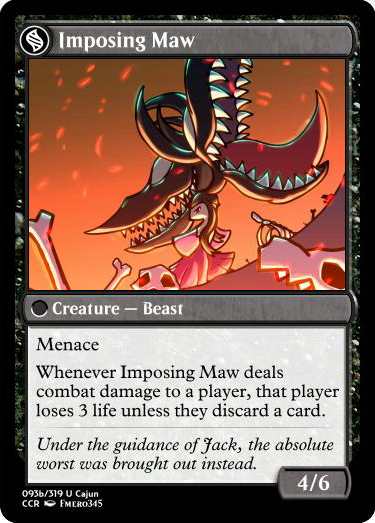 Imposing Maw
Creature — Beast
Menace
Whenever Imposing Maw deals
combat damage to a player, that player
loses 3 life unless they discard a card.
Under the guidance of Jack, the absolute
worst was brought out instead.
4/6
093b/319 U Cajun
CCR Fmero345